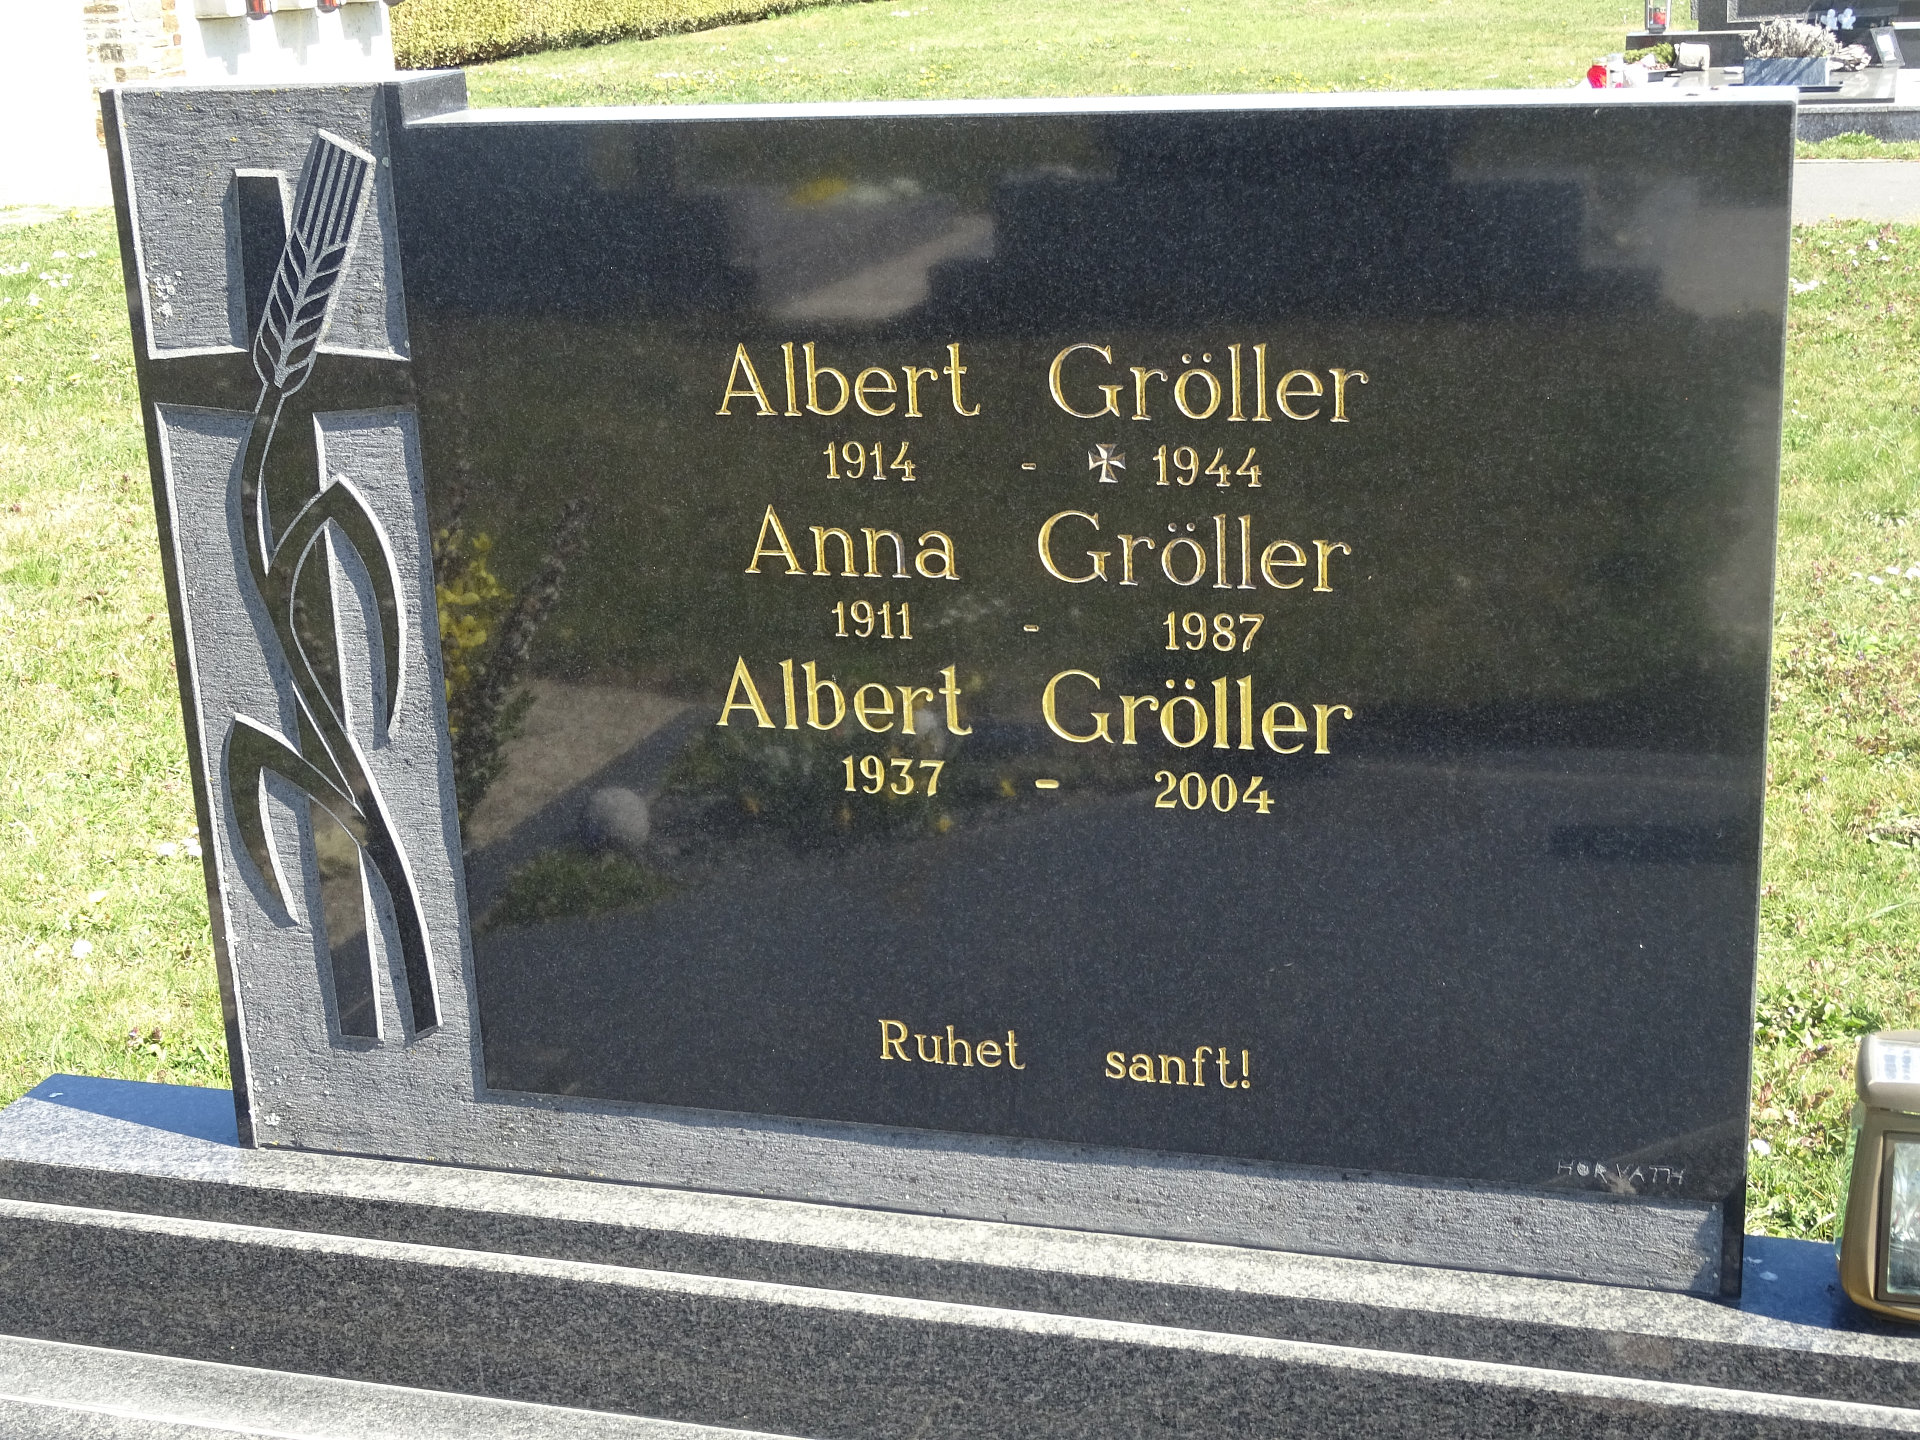 Albert Gröller
1914 - ✠ 1944
Anna Gröller
1911 - 1987
Albert Gröller
1937 - 2004
Ruhet sanft!
HORVATH